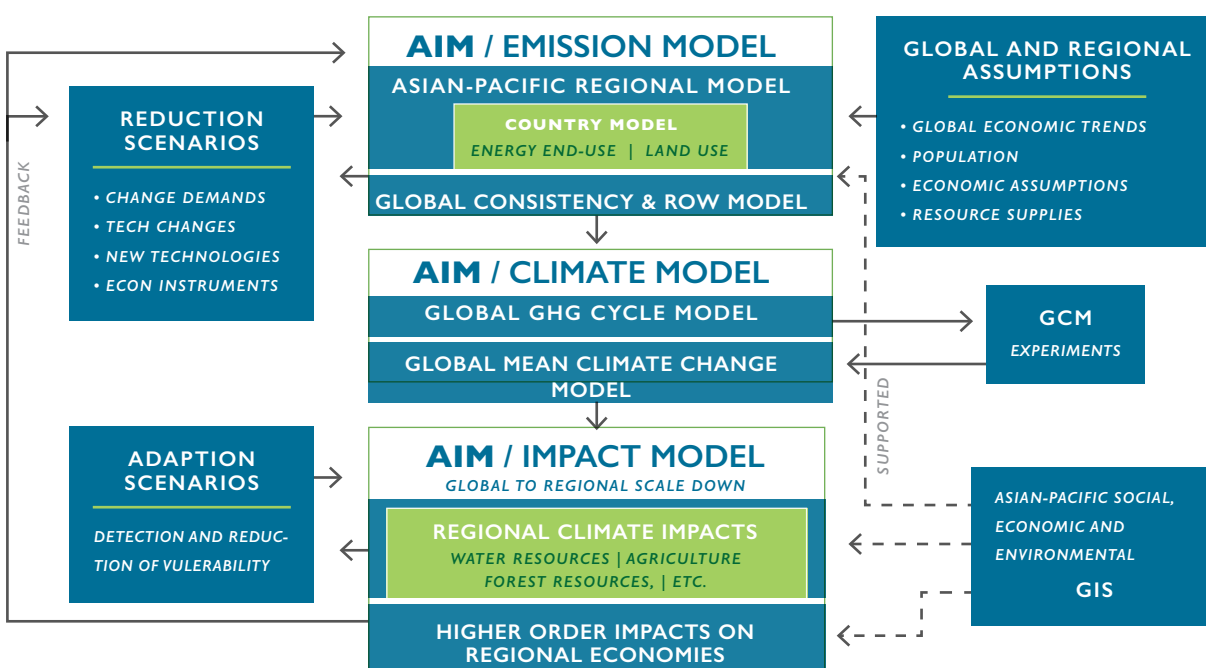 AIM / EMISSION MODEL
ASIAN-PACIFIC REGIONAL MODEL
COUNTRY MODEL
ENERGY END-USE | LAND USE
GLOBAL CONSISTENCY & ROW MODEL
GLOBAL AND REGIONAL
ASSUMPTIONS
• GLOBAL ECONOMIC TRENDS
• POPULATION
• ECONOMIC ASSUMPTIONS
• RESOURCE SUPPLIES
REDUCTION
SCENARIOS
• CHANGE DEMANDS
• TECH CHANGES
• NEW TECHNOLOGIES
• ECON INSTRUMENTS
FEEDBACK
AIM / CLIMATE MODEL
GLOBAL GHG CYCLE MODEL
GLOBAL MEAN CLIMATE CHANGE
MODEL
GCM
EXPERIMENTS
SUPPORTED
ADAPTION
SCENARIOS
DETECTION AND REDUC-
TION OF VULERABILITY
AIM / IMPACT MODEL
GLOBAL TO REGIONAL SCALE DOWN
REGIONAL CLIMATE IMPACTS
WATER RESOURCES | AGRICULTURE
FOREST RESOURCES, | ETC.
HIGHER ORDER IMPACTS ON
REGIONAL ECONOMIES
ASIAN-PACIFIC SOCIAL,
ECONOMIC AND
ENVIRONMENTAL
GIS